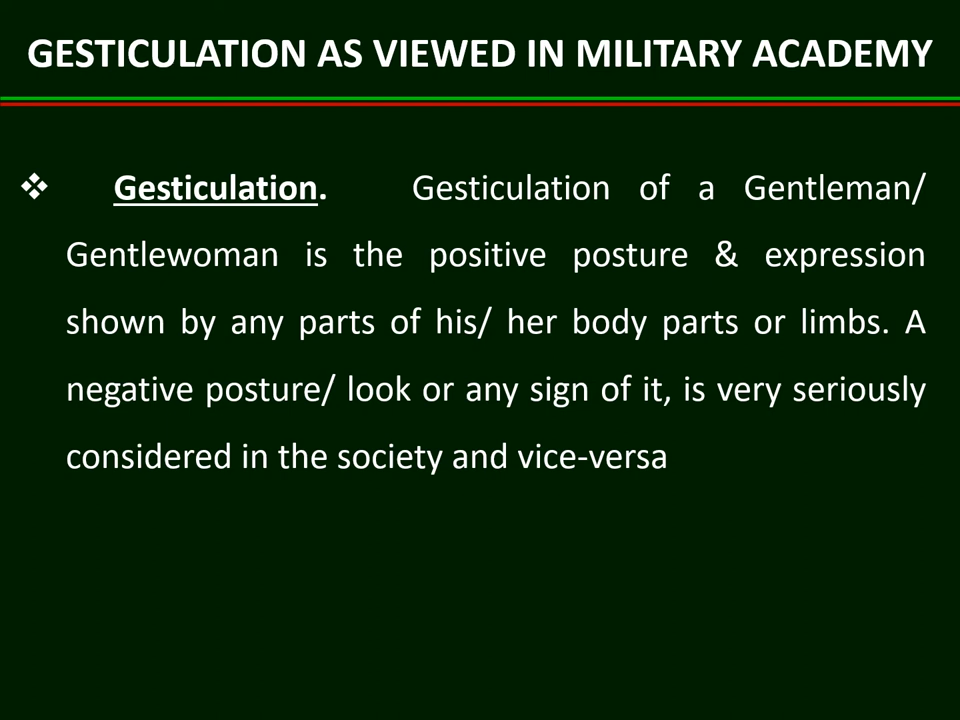 GESTICULATION AS VIEWED IN MILITARY ACADEMY
❖ Gesticulation. Gesticulation of a Gentleman/
Gentlewoman is the positive posture & expression
shown by any parts of his/ her body parts or limbs. A
negative posture/ look or any sign of it, is very seriously
considered in the society and vice-versa